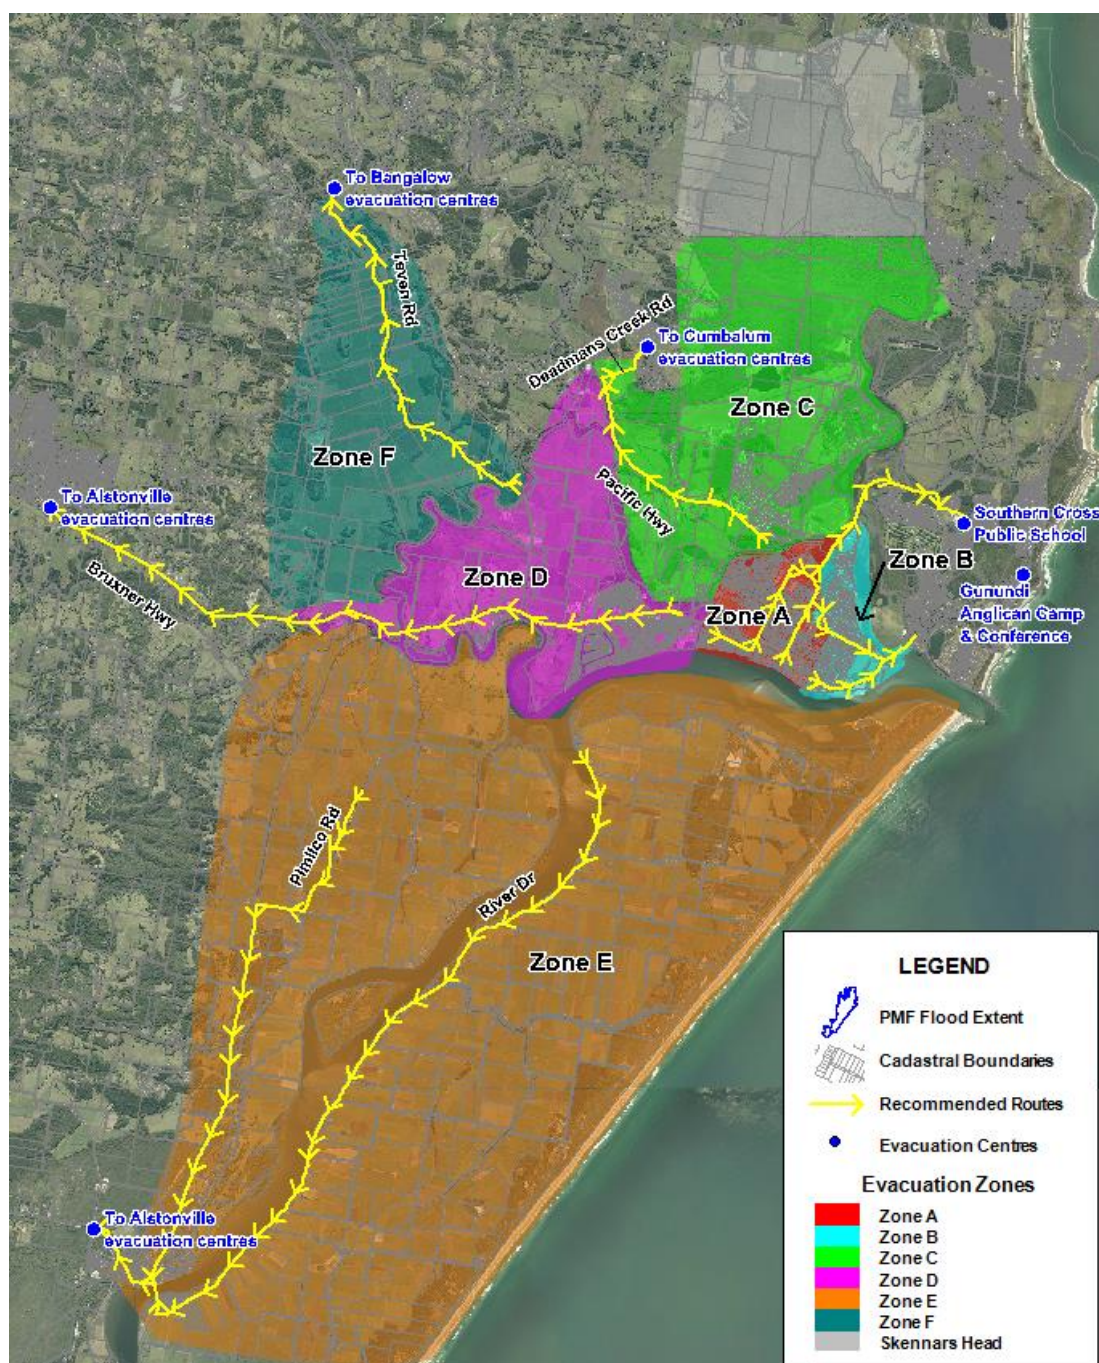 To Bangalow
evacuation centres
Teven Rd
Deadmans Creek Rd
To Cumbalum
evacuation centres
Zone C
Zone F
To Alstonville
evacuation centres
Pacific Hwy
Southern Cross
Public School
Zone B
Bruxner Hwy
Zone D
Gunundi
Anglican Camp
& Conference
Zone A
Pimlico Rd
River Dr
Zone E
To Alstonville
evacuation centres
LEGEND
PMF Flood Extent
Cadastral Boundaries
Recommended Routes
Evacuation Centres
Evacuation Zones
Zone A
Zone B
Zone C
Zone D
Zone E
Zone F
Skennars Head